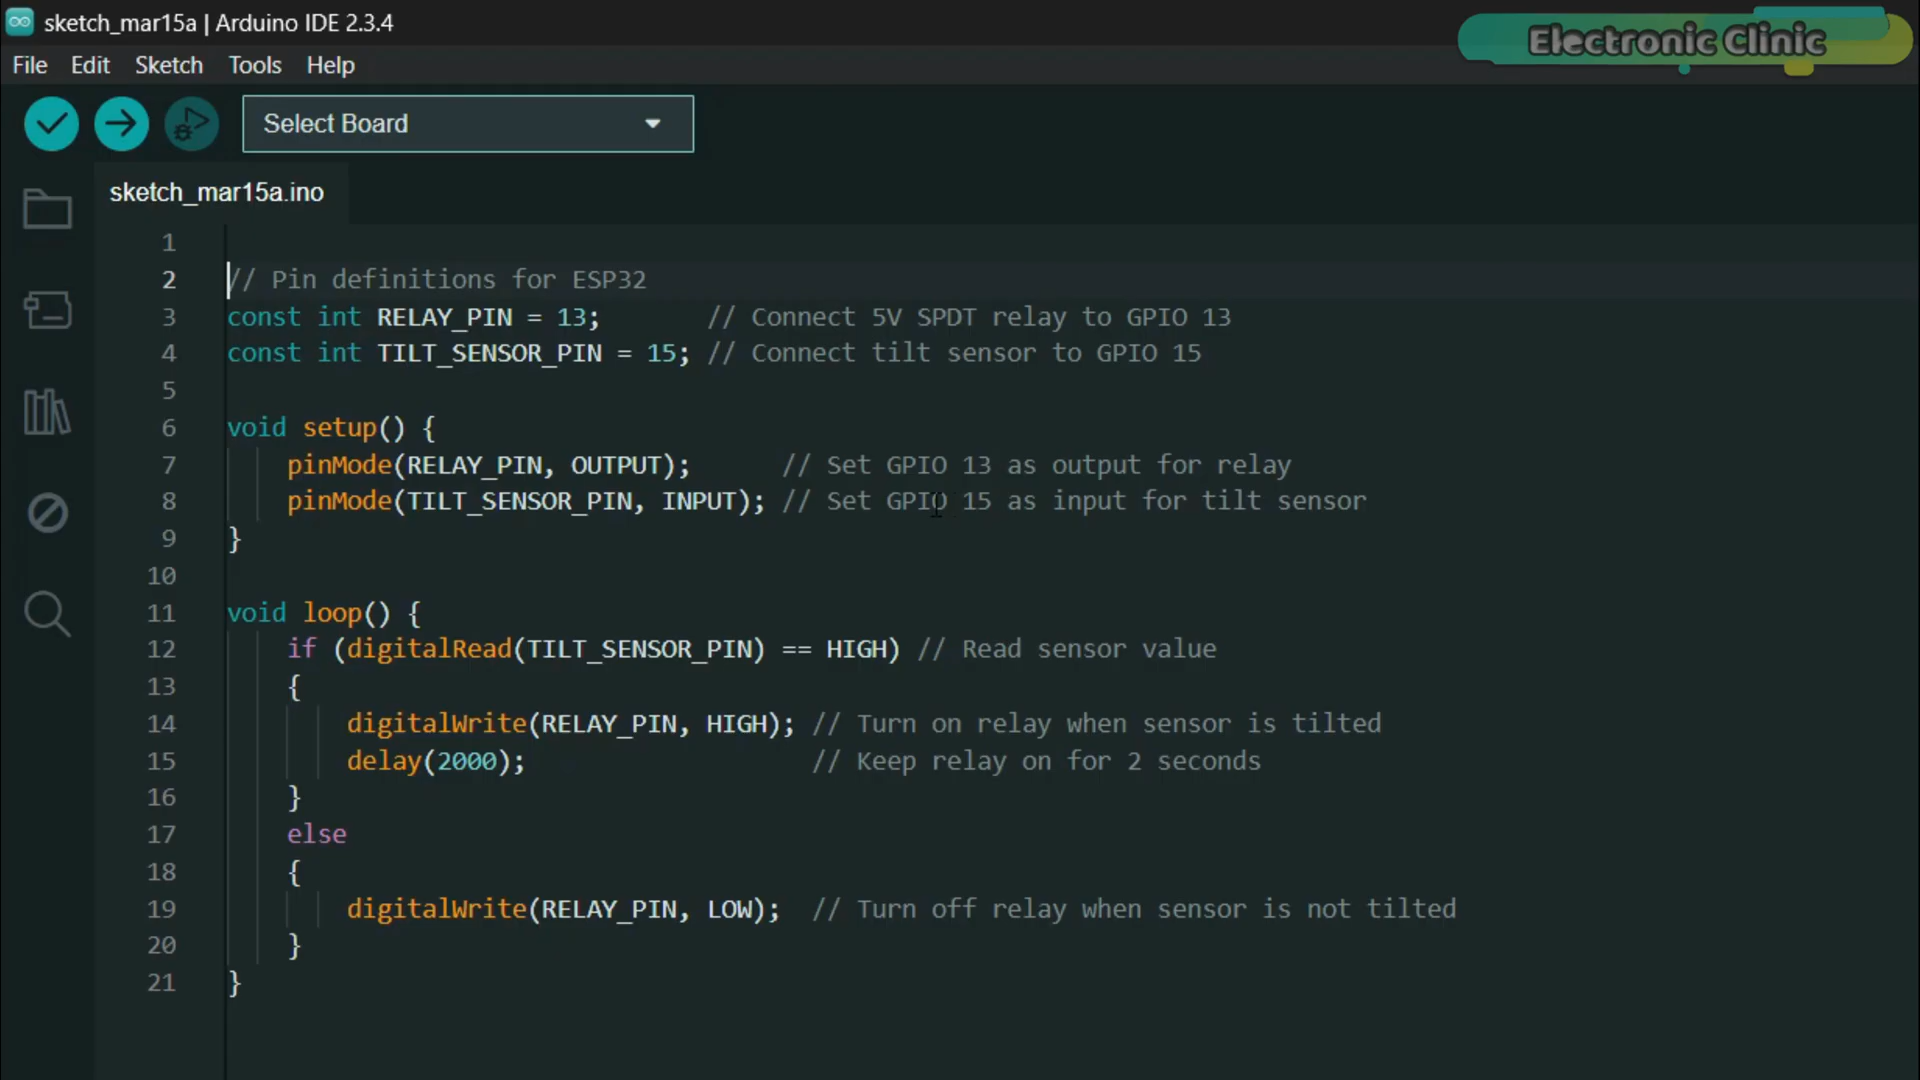 sketch_mar15a | Arduino IDE 2.3.4
Electronic Clinic
File Edit Sketch Tools Help
Select Board
sketch_mar15a.ino
1
2 // Pin definitions for ESP32
3 const int RELAY_PIN = 13; // Connect 5V SPDT relay to GPIO 13
4 const int TILT_SENSOR_PIN = 15; // Connect tilt sensor to GPIO 15
5
6 void setup() {
7 pinMode(RELAY_PIN, OUTPUT); // Set GPIO 13 as output for relay
8 pinMode(TILT_SENSOR_PIN, INPUT); // Set GPIO 15 as input for tilt sensor
9 }
10
11 void loop() {
12 if (digitalRead(TILT_SENSOR_PIN) == HIGH) // Read sensor value
13 {
14 digitalWrite(RELAY_PIN, HIGH); // Turn on relay when sensor is tilted
15 delay(2000); // Keep relay on for 2 seconds
16 }
17 else
18 {
19 digitalWrite(RELAY_PIN, LOW); // Turn off relay when sensor is not tilted
20 }
21 }